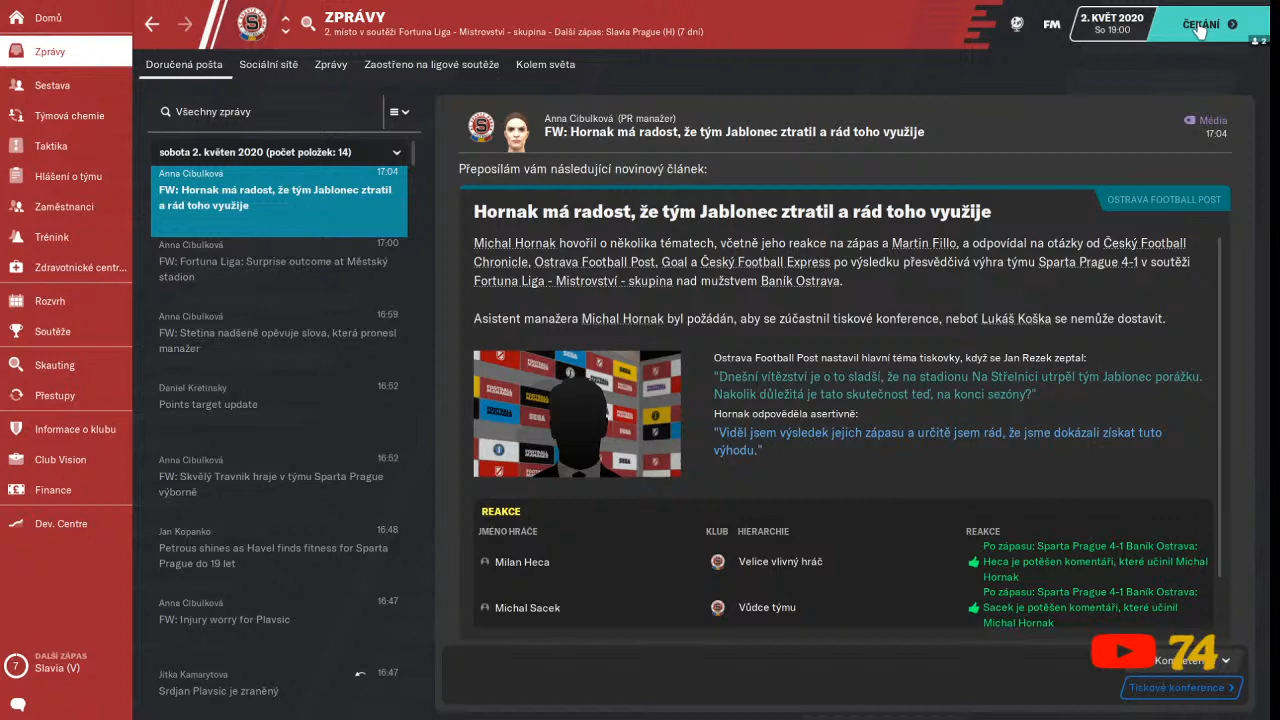 Domů
Zprávy
Sestava
Týmová chemie
Taktika
Hlášení o týmu
Zaměstnanci
Trénink
Zdravotnické centr...
Rozvrh
Soutěže
Skauting
Přestupy
Informace o klubu
Club Vision
Finance
Dev. Centre
7
DALŠÍ ZÁPAS
Slavia (V)
ZPRÁVY
2. místo v soutěži Fortuna Liga - Mistrovství - skupina - Další zápas: Slavia Prague (H) (7 dní)
FM
2. KVĚT 2020
So 19:00
ČEKÁNÍ
2
Doručená pošta
Sociální sítě
Zprávy
Zaostřeno na ligové soutěže
Kolem světa
Všechny zprávy
sobota 2. květen 2020 (počet položek: 14)
Anna Cibulková 17:04
FW: Hornak má radost, že tým Jablonec ztratil
a rád toho využije
Anna Cibulková 17:00
FW: Fortuna Liga: Surprise outcome at Městský
stadion
Anna Cibulková 16:59
FW: Stetina nadšeně opěvuje slova, která pronesl
manažer
Daniel Kretinsky 16:52
Points target update
Anna Cibulková 16:52
FW: Skvělý Travnik hraje v týmu Sparta Prague
výborně
Jan Kopanko 16:48
Petrous shines as Havel finds fitness for Sparta
Prague do 19 let
Anna Cibulková 16:47
FW: Injury worry for Plavsic
Jitka Kamarytova 16:47
Srdjan Plavsic je zraněný
Anna Cibulková (PR manažer)
FW: Hornak má radost, že tým Jablonec ztratil a rád toho využije
Média
17:04
Přeposílám vám následující novinový článek:
OSTRAVA FOOTBALL POST
Hornak má radost, že tým Jablonec ztratil a rád toho využije
Michal Hornak hovořil o několika tématech, včetně jeho reakce na zápas a Martin Fillo, a odpovídal na otázky od Český Football
Chronicle, Ostrava Football Post, Goal a Český Football Express po výsledku přesvědčivá výhra týmu Sparta Prague 4-1 v soutěži
Fortuna Liga - Mistrovství - skupina nad mužstvem Baník Ostrava.
Asistent manažera Michal Hornak byl požádán, aby se zúčastnil tiskové konference, neboť Lukáš Koška se nemůže dostavit.
Ostrava Football Post nastavil hlavní téma tiskovky, když se Jan Rezek zeptal:
"Dnešní vítězství je o to sladší, že na stadionu Na Střelnici utrpěl tým Jablonec porážku.
Nakolik důležitá je tato skutečnost teď, na konci sezóny?"
Hornak odpověděla asertivně:
"Viděl jsem výsledek jejich zápasu a určitě jsem rád, že jsme dokázali získat tuto
výhodu."
REAKCE
JMÉNO HRÁČE KLUB HIERARCHIE REAKCE
Milan Heca Velice vlivný hráč
Po zápasu: Sparta Prague 4-1 Baník Ostrava:
Heca je potěšen komentáři, které učinil Michal
Hornak
Michal Sacek Vůdce týmu
Po zápasu: Sparta Prague 4-1 Baník Ostrava:
Sacek je potěšen komentáři, které učinil
Michal Hornak
74
Tiskové konference